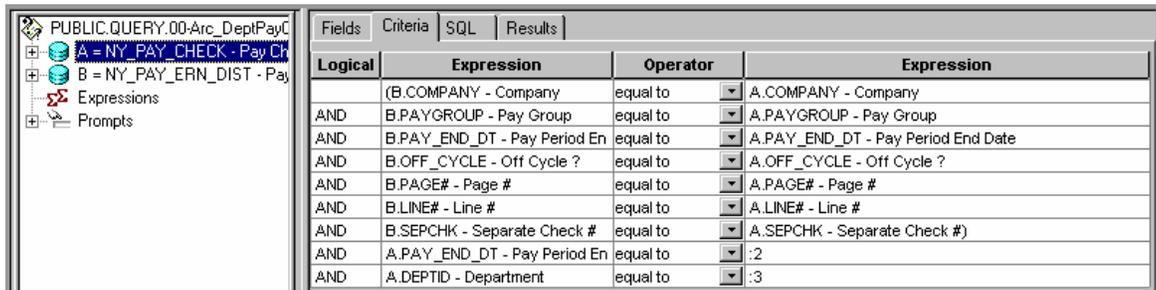 PUBLIC.QUERY.00-Arc_DeptPayC
A = NY_PAY_CHECK - Pay Ch
B = NY_PAY_ERN_DIST - Pay
Expressions
Prompts
Fields Criteria SQL Results
Logical Expression Operator Expression
(B.COMPANY - Company equal to A.COMPANY - Company
AND B.PAYGROUP - Pay Group equal to A.PAYGROUP - Pay Group
AND B.PAY_END_DT - Pay Period En equal to A.PAY_END_DT - Pay Period End Date
AND B.OFF_CYCLE - Off Cycle ? equal to A.OFF_CYCLE - Off Cycle ?
AND B.PAGE# - Page # equal to A.PAGE# - Page #
AND B.LINE# - Line # equal to A.LINE# - Line #
AND B.SEPCHK - Separate Check # equal to A.SEPCHK - Separate Check #)
AND A.PAY_END_DT - Pay Period En equal to :2
AND A.DEPTID - Department equal to :3